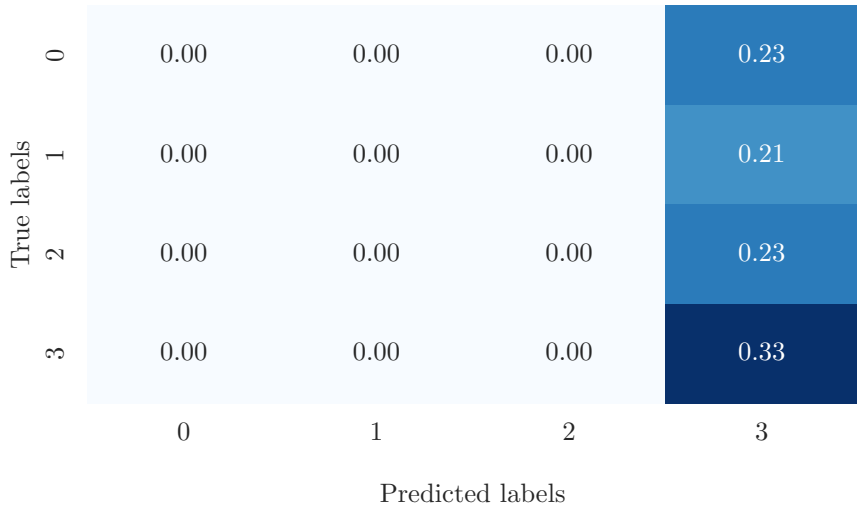 True labels
0 0.00 0.00 0.00 0.23
1 0.00 0.00 0.00 0.21
2 0.00 0.00 0.00 0.23
3 0.00 0.00 0.00 0.33
0 1 2 3
Predicted labels